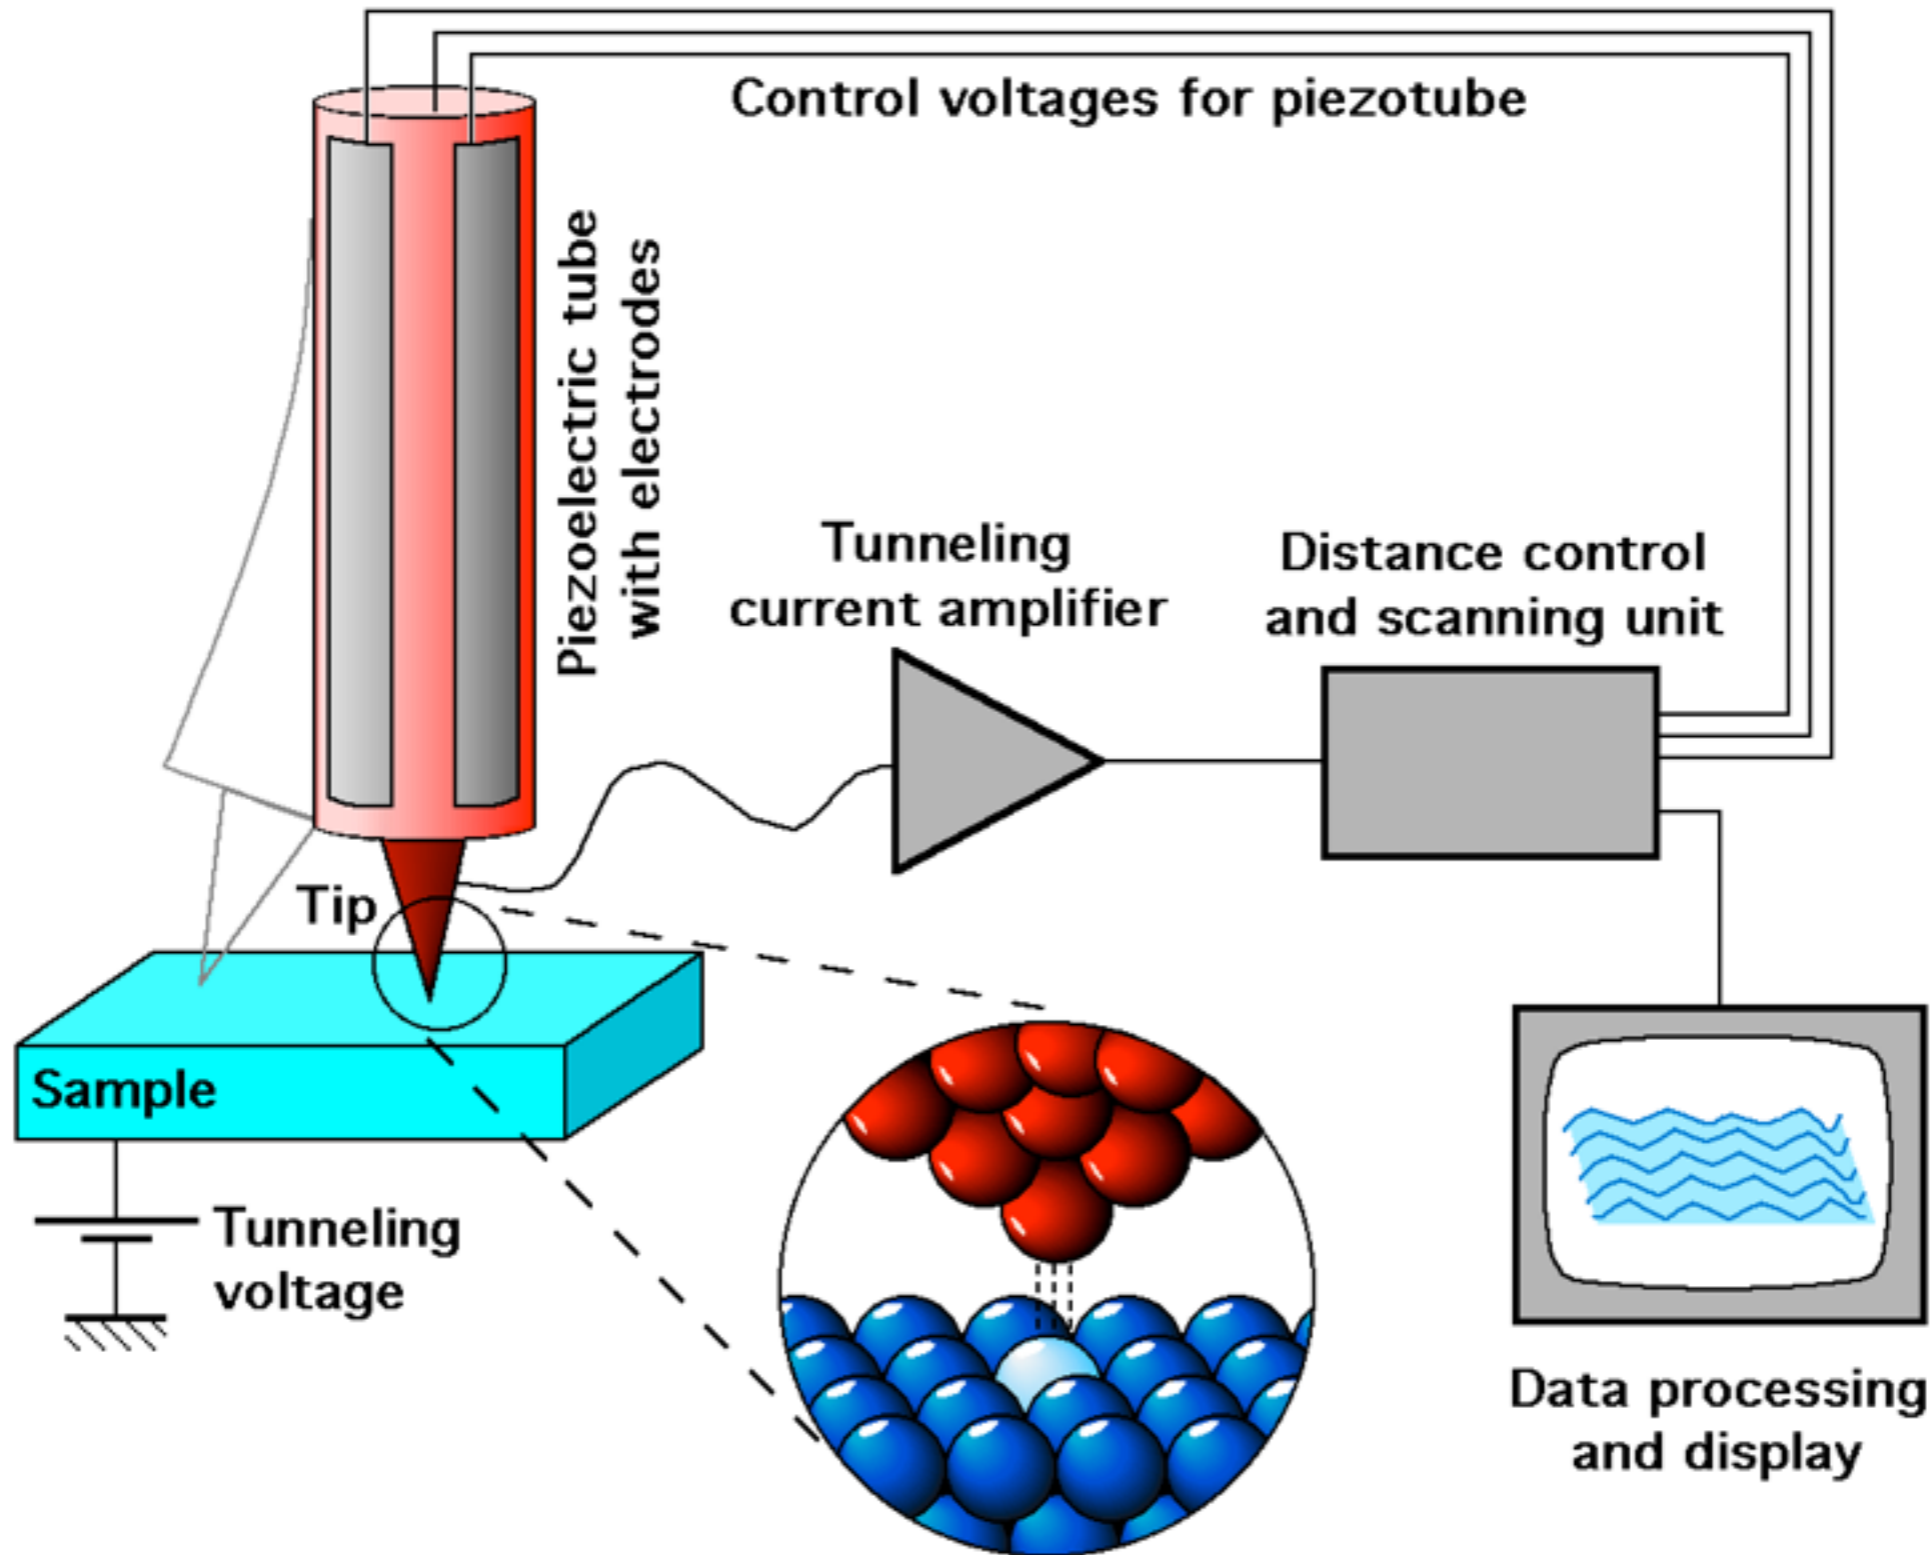 Control voltages for piezotube
Piezoelectric tube
with electrodes
Tunneling
current amplifier
Distance control
and scanning unit
Tip
Sample
Tunneling
voltage
Data processing
and display